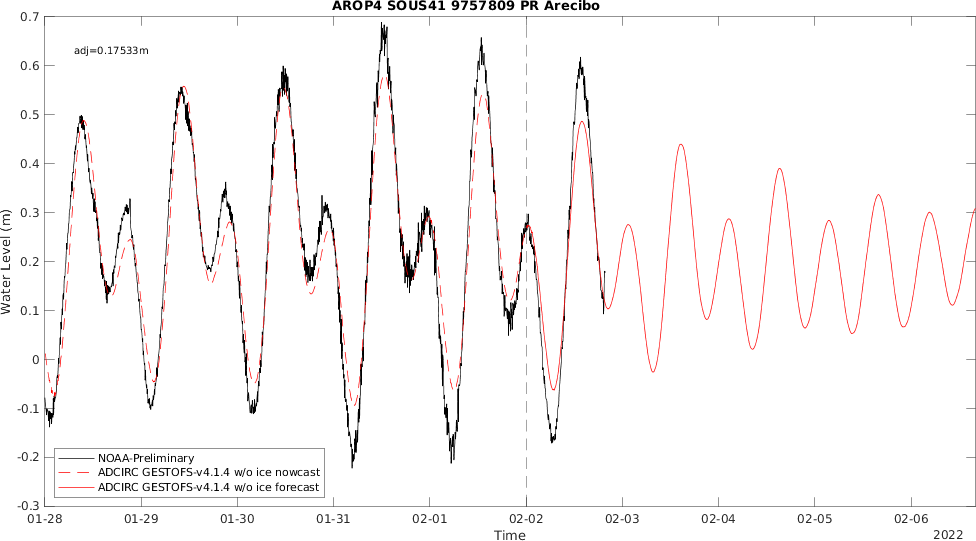 AROP4 SOUS41 9757809 PR Arecibo
0.7
adj=0.17533m
0.6
0.5
0.4
0.3
0.2
0.1
0
-0.1
-0.2
-0.3
Water Level (m)
NOAA-Preliminary
ADCIRC GESTOFS-v4.1.4 w/o ice nowcast
ADCIRC GESTOFS-v4.1.4 w/o ice forecast
01-28 01-29 01-30 01-31 02-01 02-02 02-03 02-04 02-05 02-06
Time
2022